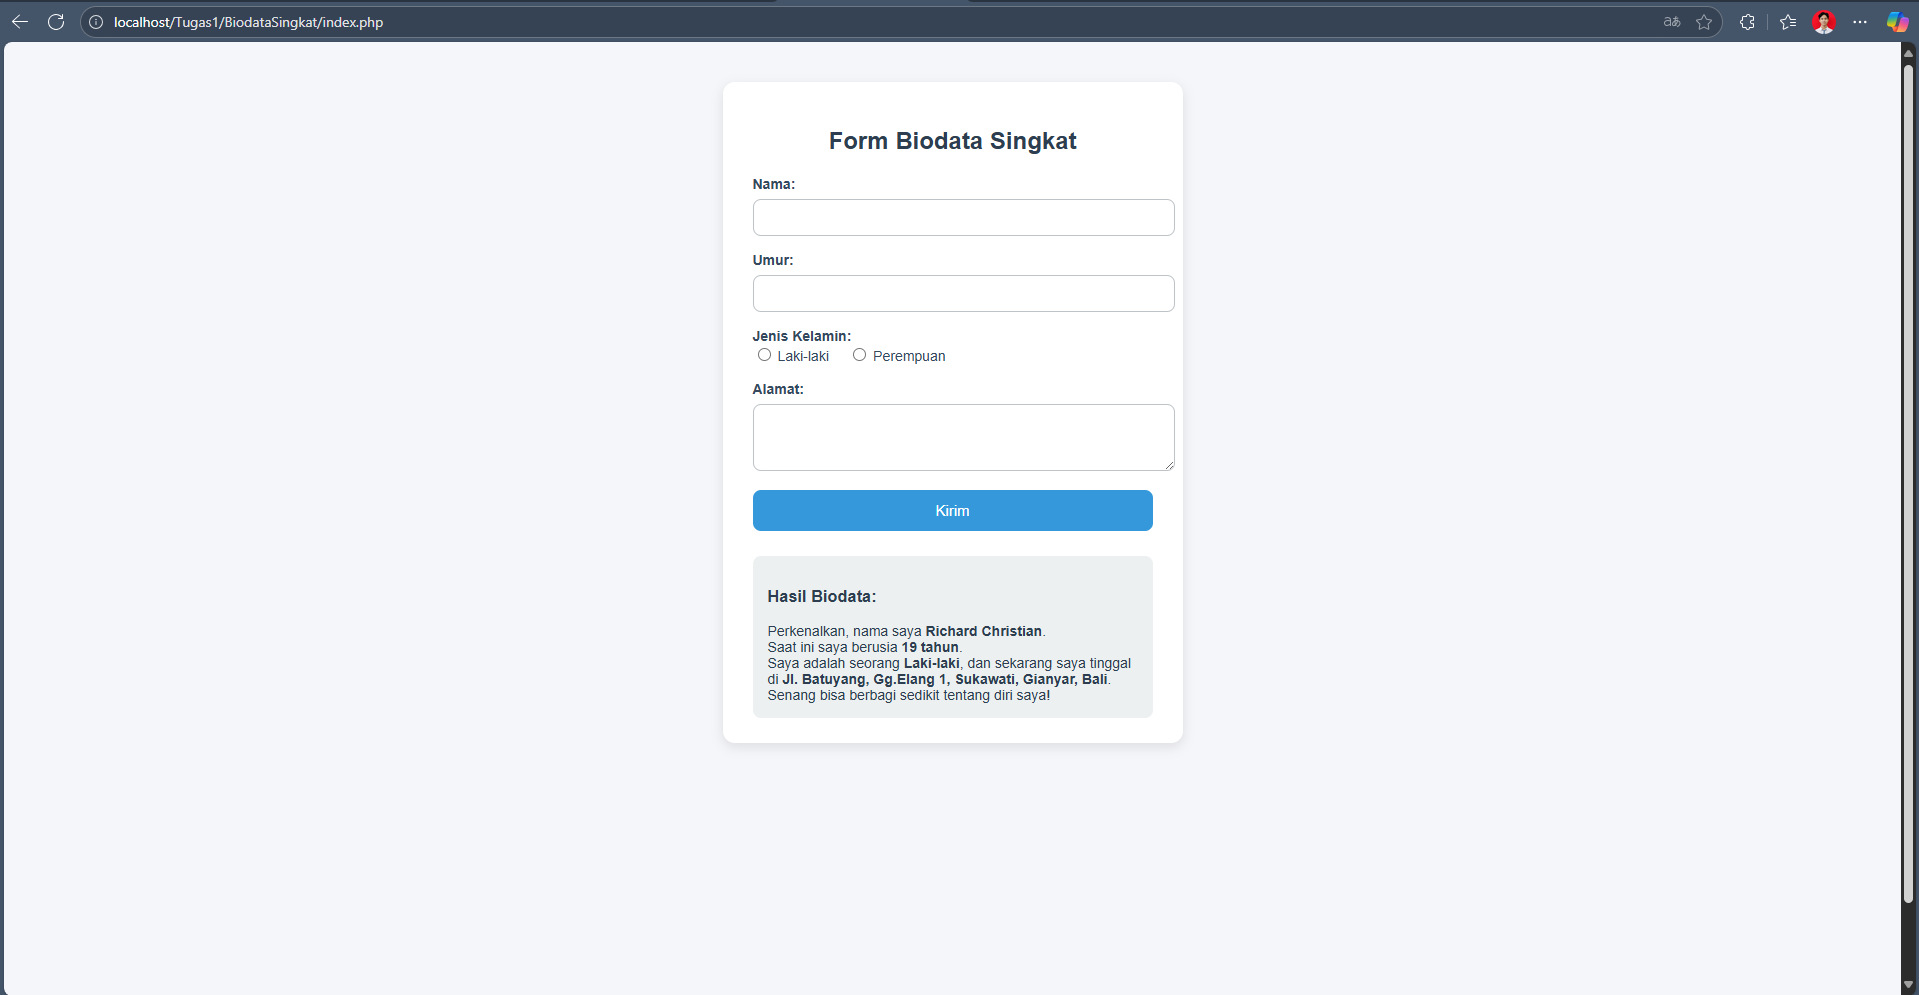 localhost/Tugas1/BiodataSingkat/index.php
aあ
Form Biodata Singkat
Nama:
Umur:
Jenis Kelamin:
Laki-laki Perempuan
Alamat:
Kirim
Hasil Biodata:
Perkenalkan, nama saya Richard Christian.
Saat ini saya berusia 19 tahun.
Saya adalah seorang Laki-laki, dan sekarang saya tinggal
di Jl. Batuyang, Gg.Elang 1, Sukawati, Gianyar, Bali.
Senang bisa berbagi sedikit tentang diri saya!